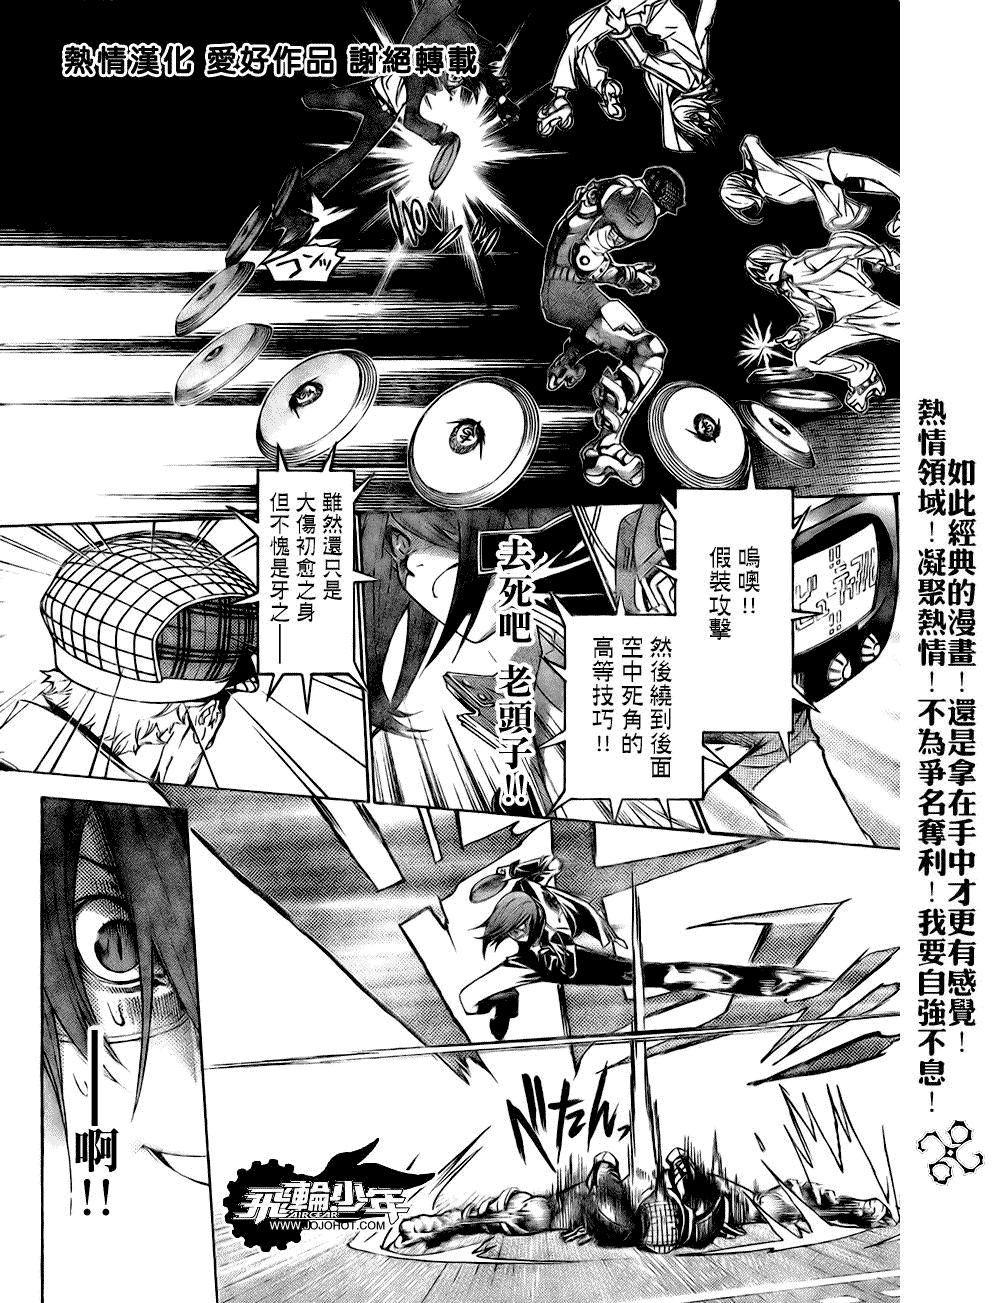 熱情漢化 愛好作品 謝絕轉載
コンッ
嗚噢!!
假裝攻擊
然後繞到後面
空中死角的
高等技巧!!
去死吧 老頭子!!
雖然還只是
大傷初愈之身
但不愧是牙之——
——啊!!
飛輪少年
AIRGEAR
WWW.JOJOHOT.COM
如此經典的漫畫！還是拿在手中才更有感覺！
熱情領域！凝聚熱情！不為爭名奪利！我要自強不息！